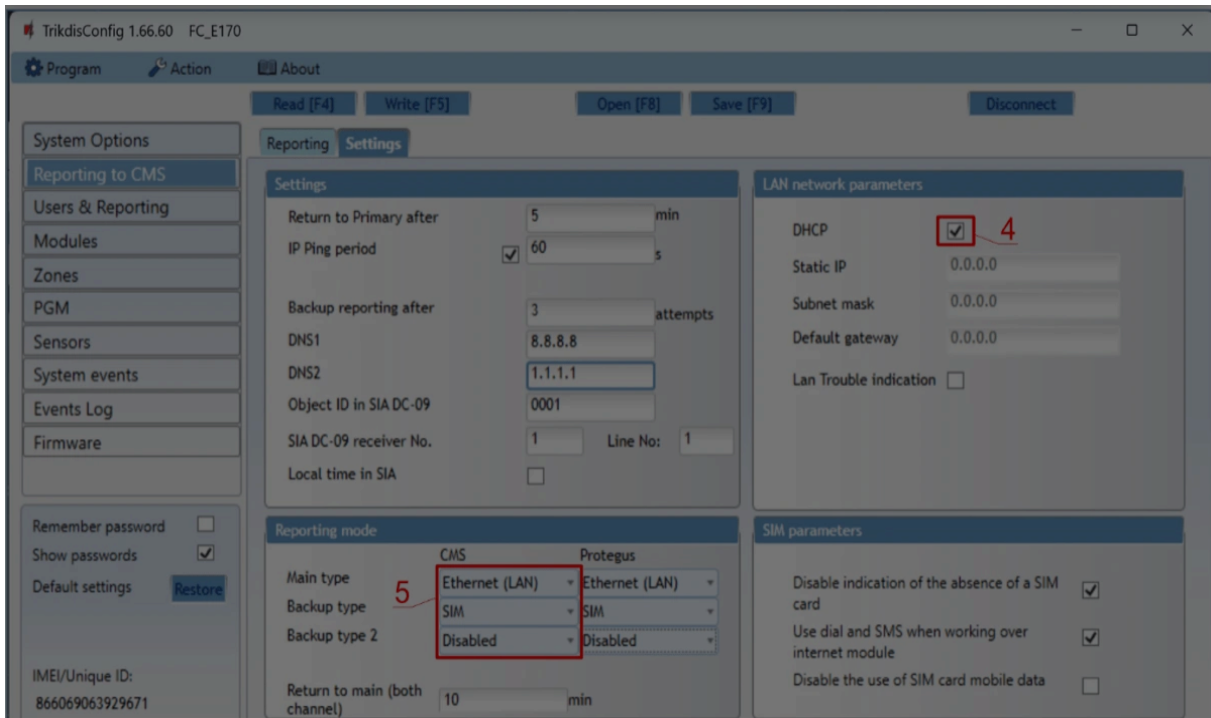 TrikdisConfig 1.66.60 FC_E170
Program Action About
Read [F4] Write [F5] Open [F8] Save [F9] Disconnect
System Options
Reporting to CMS
Users & Reporting
Modules
Zones
PGM
Sensors
System events
Events Log
Firmware
Remember password
Show passwords
Default settings Restore
IMEI/Unique ID:
866069063929671
Reporting Settings
Settings
Return to Primary after 5 min
IP Ping period 60 s
Backup reporting after 3 attempts
DNS1 8.8.8.8
DNS2 1.1.1.1
Object ID in SIA DC-09 0001
SIA DC-09 receiver No. 1 Line No: 1
Local time in SIA
LAN network parameters
DHCP 4
Static IP 0.0.0.0
Subnet mask 0.0.0.0
Default gateway 0.0.0.0
Lan Trouble indication
Reporting mode
CMS Protegus
Main type Ethernet (LAN) Ethernet (LAN)
5
Backup type SIM SIM
Backup type 2 Disabled Disabled
Return to main (both
channel) 10 min
SIM parameters
Disable indication of the absence of a SIM
card
Use dial and SMS when working over
internet module
Disable the use of SIM card mobile data